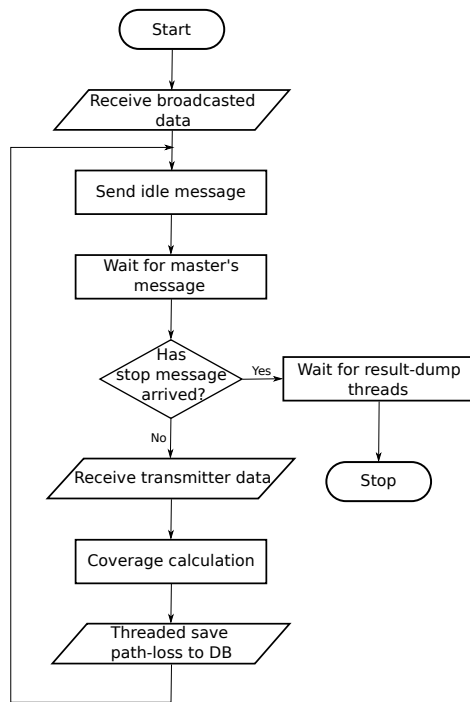 Start
Receive broadcasted
data
Send idle message
Wait for master's
message
Has
stop message
arrived?
Yes
Wait for result-dump
threads
No
Stop
Receive transmitter data
Coverage calculation
Threaded save
path-loss to DB